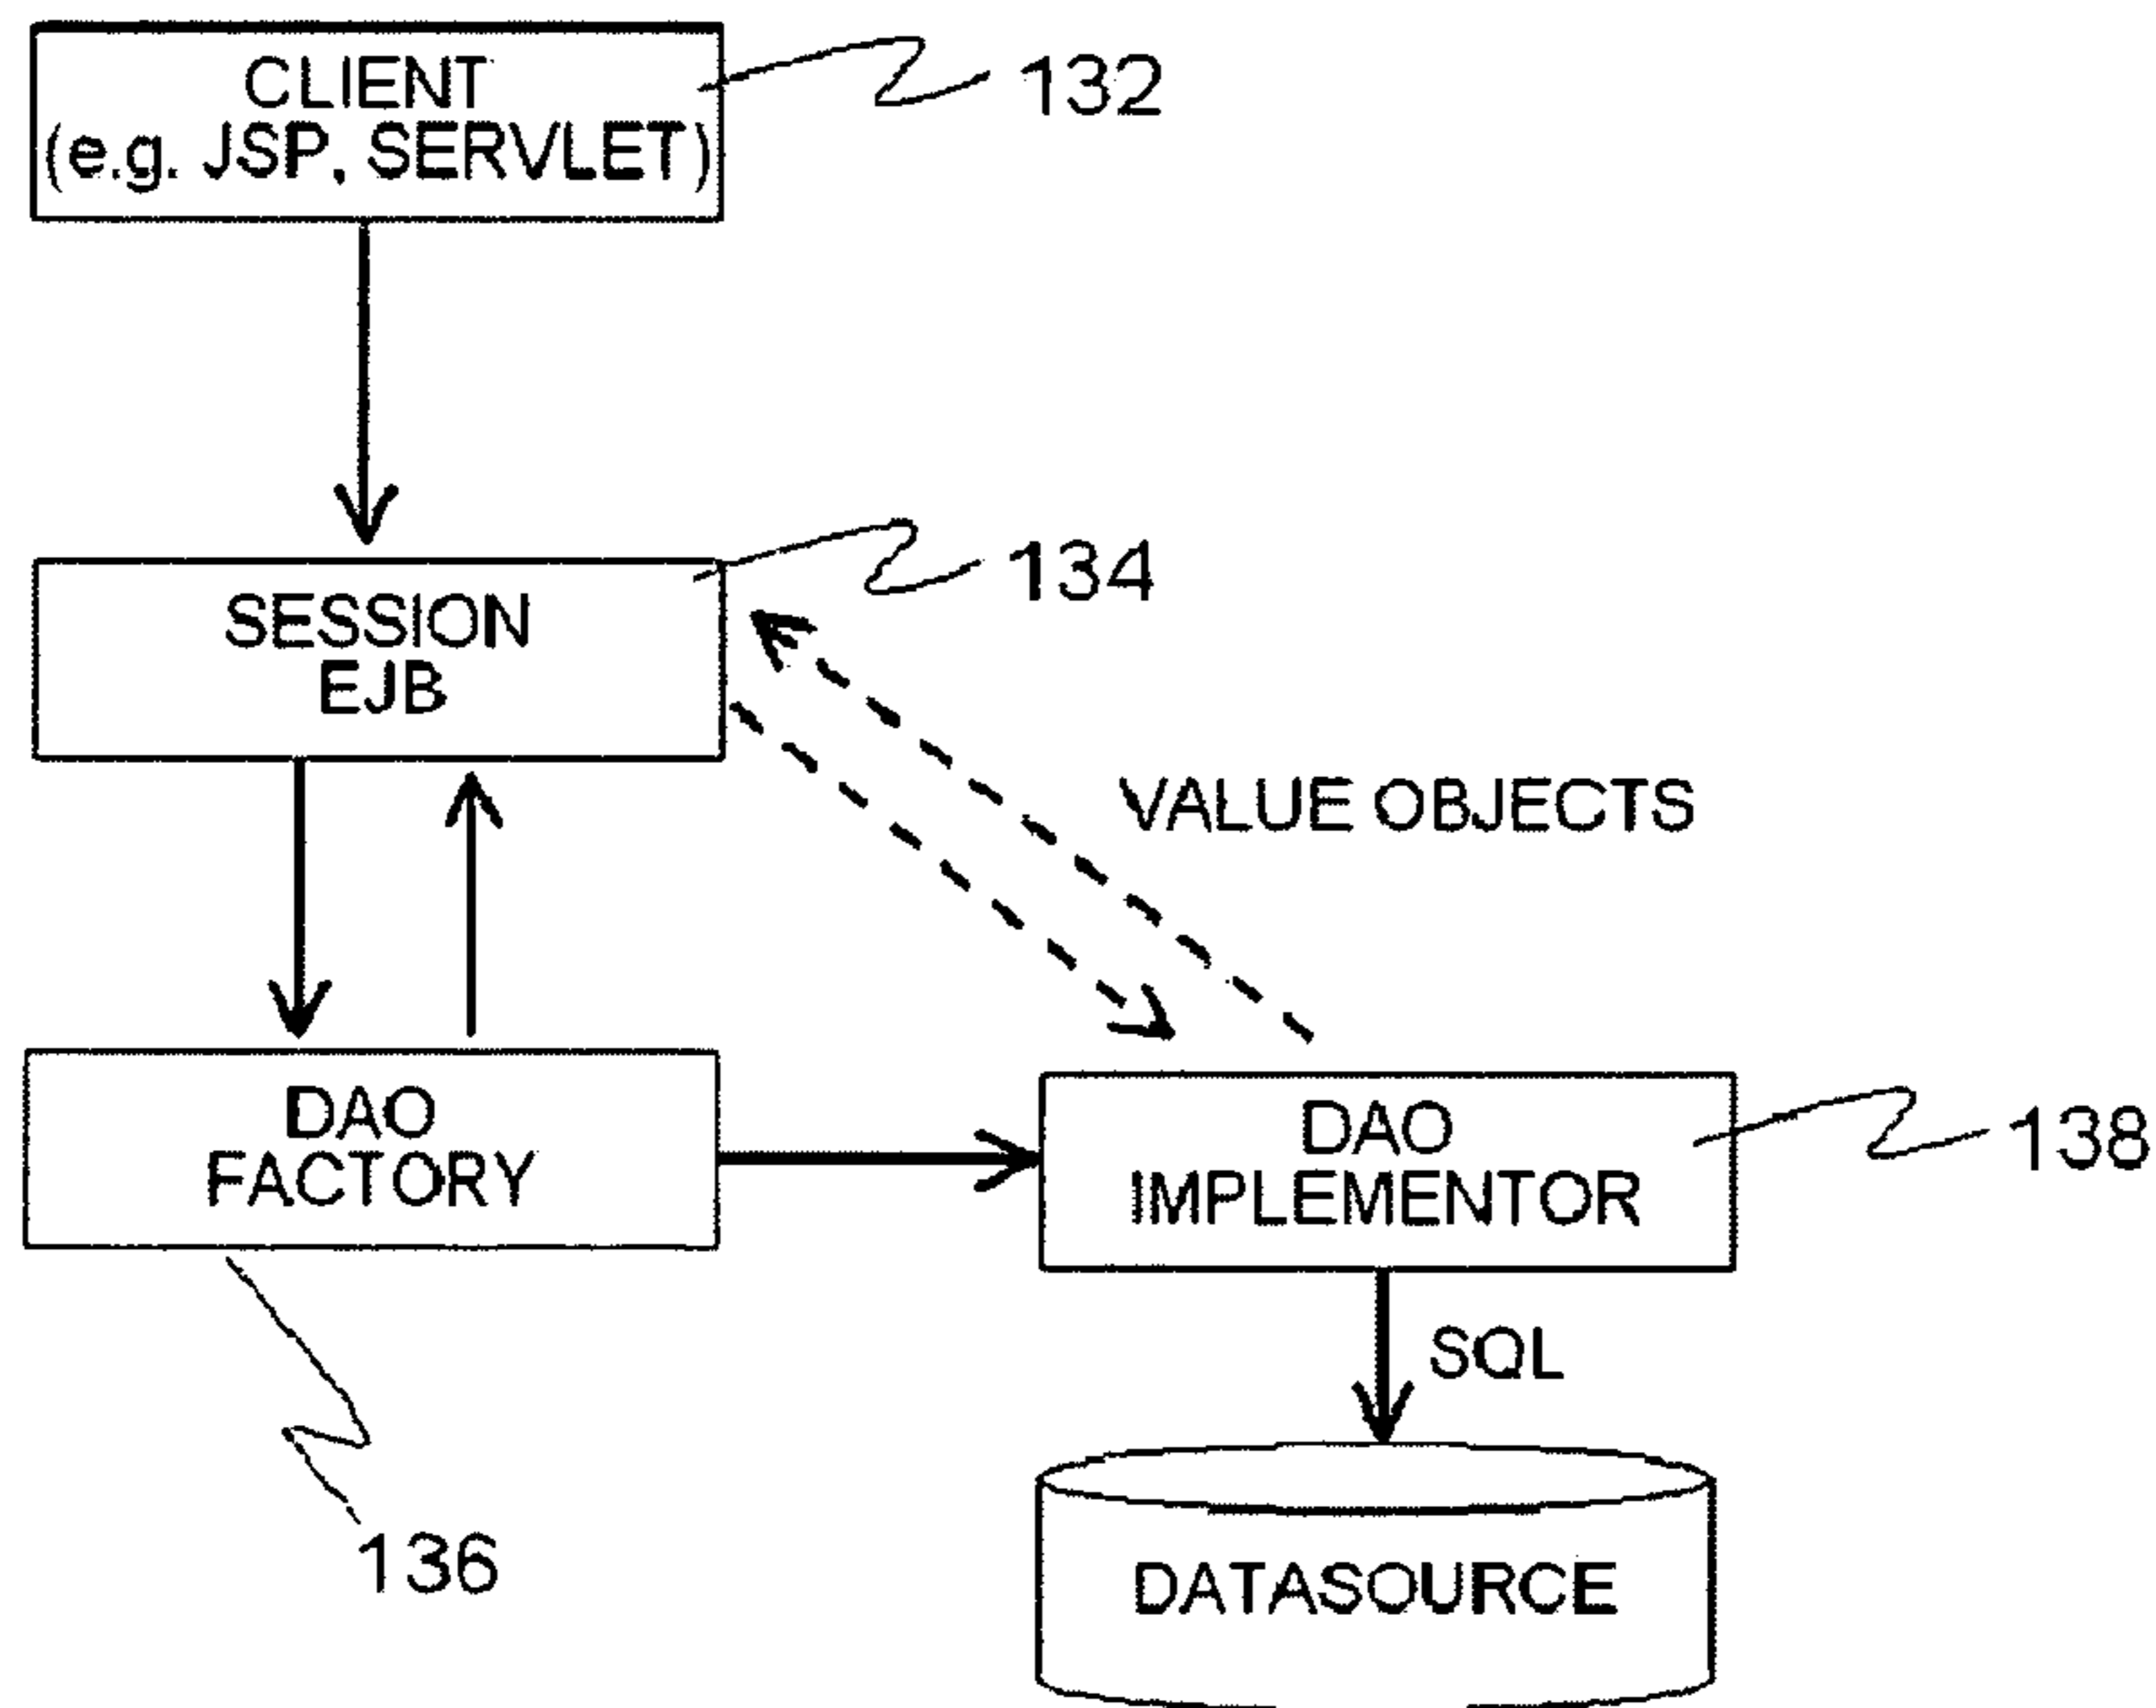 CLIENT
(e.g. JSP, SERVLET)
132
SESSION
EJB
134
VALUE OBJECTS
DAO
FACTORY
136
DAO
IMPLEMENTOR
138
SQL
DATASOURCE